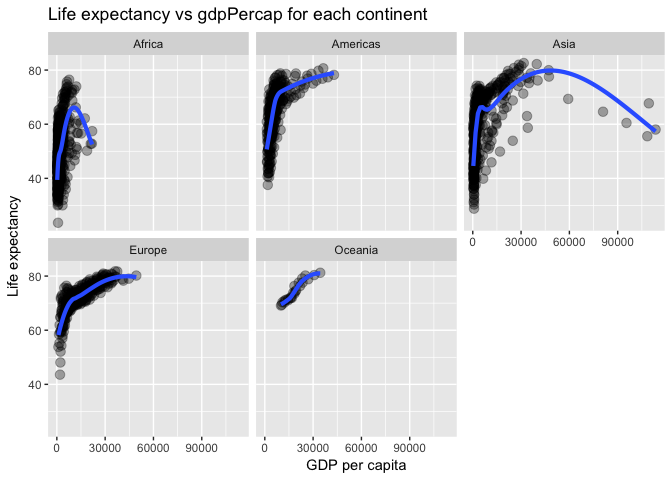 Life expectancy vs gdpPercap for each continent
Africa
Americas
Asia
80
60
40
0
30000
60000
90000
Europe
Oceania
80
60
40
0
30000
60000
90000
0
30000
60000
90000
GDP per capita
Life expectancy